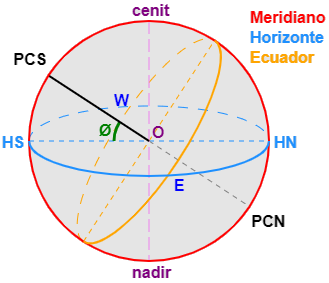 cenit
Meridiano
Horizonte
Ecuador
PCS
W
Ø
O
HS
HN
E
PCN
nadir